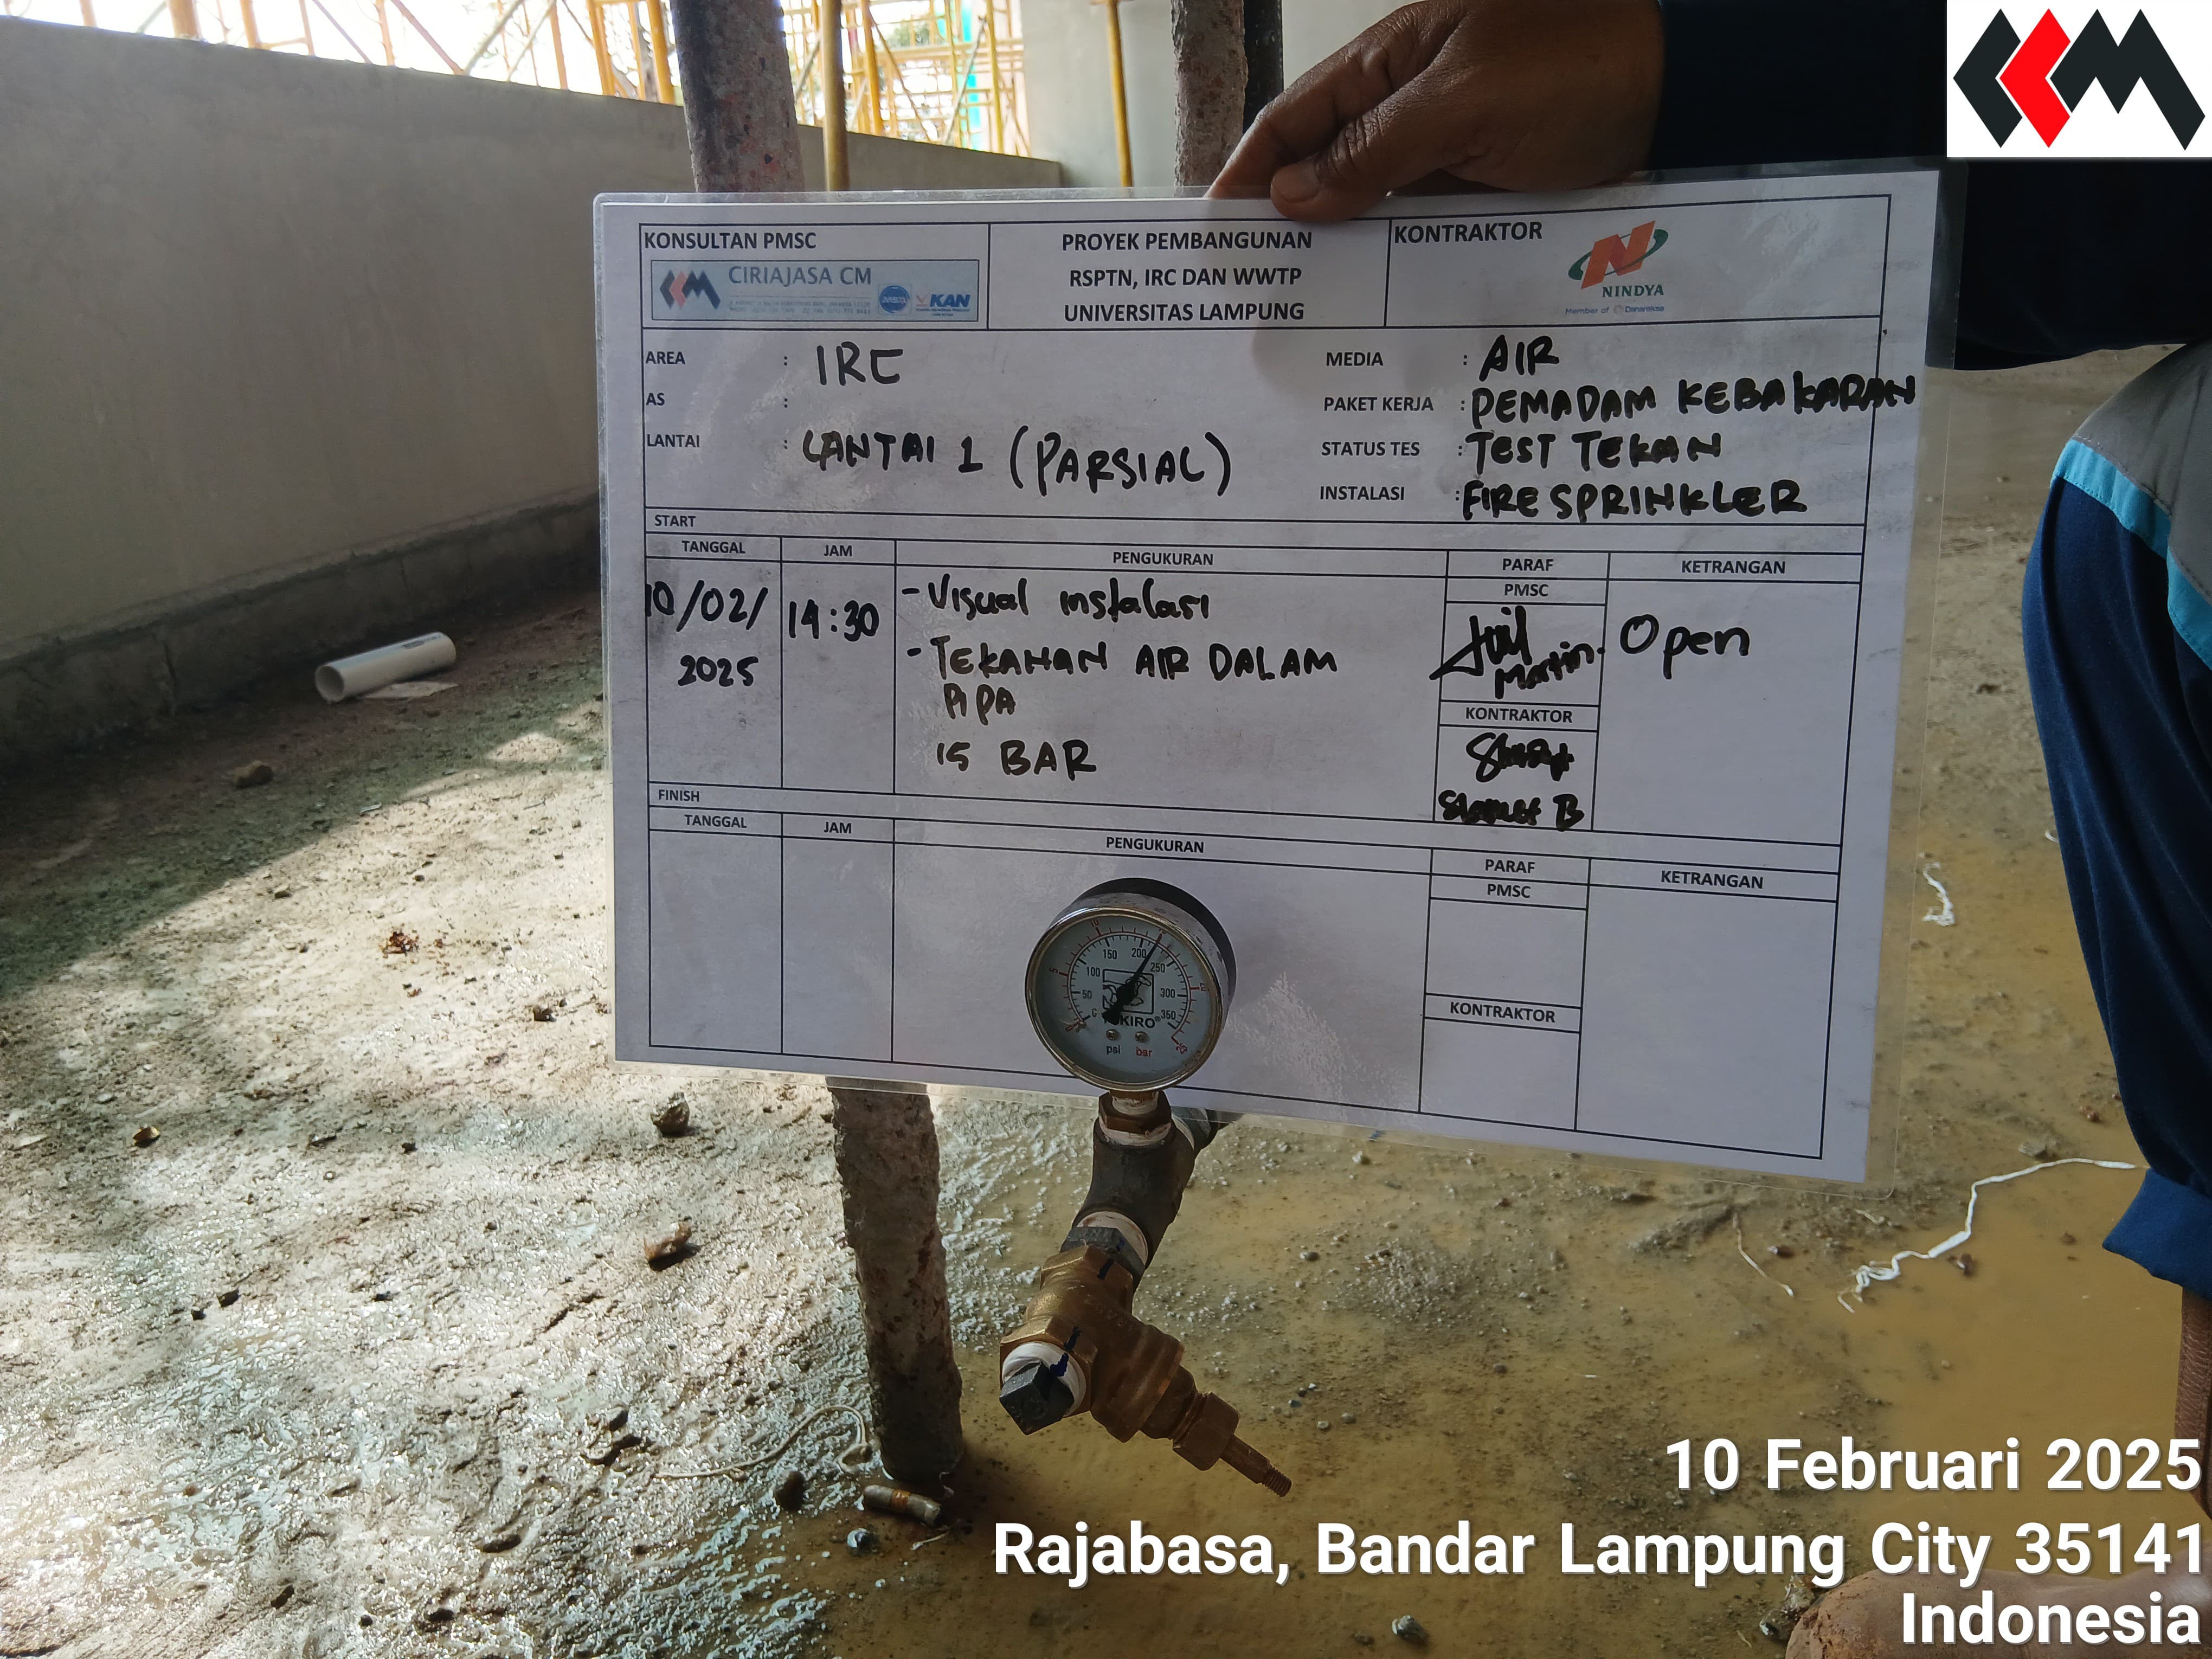 KONSULTAN PMSC
CIRIAJASA CM
KAN
PROYEK PEMBANGUNAN
RSPTN, IRC DAN WWTP
UNIVERSITAS LAMPUNG
KONTRAKTOR
NINDYA
Member of Danareksa
AREA : IRC
AS :
LANTAI : LANTAI 1 (PARSIAL)
MEDIA : AIR
PAKET KERJA : PEMADAM KEBAKARAN
STATUS TES : TEST TEKAN
INSTALASI : FIRE SPRINKLER
START
TANGGAL JAM PENGUKURAN PARAF KETRANGAN
PMSC
10/02/2025 14:30
- Visual instalasi
- TEKANAN AIR DALAM
PIPA
15 BAR
Martin.
Open
KONTRAKTOR
Slamet B
FINISH
TANGGAL JAM PENGUKURAN PARAF KETRANGAN
PMSC
KONTRAKTOR
50 100 150 200 250 300 350
psi bar
10 Februari 2025
Rajabasa, Bandar Lampung City 35141
Indonesia